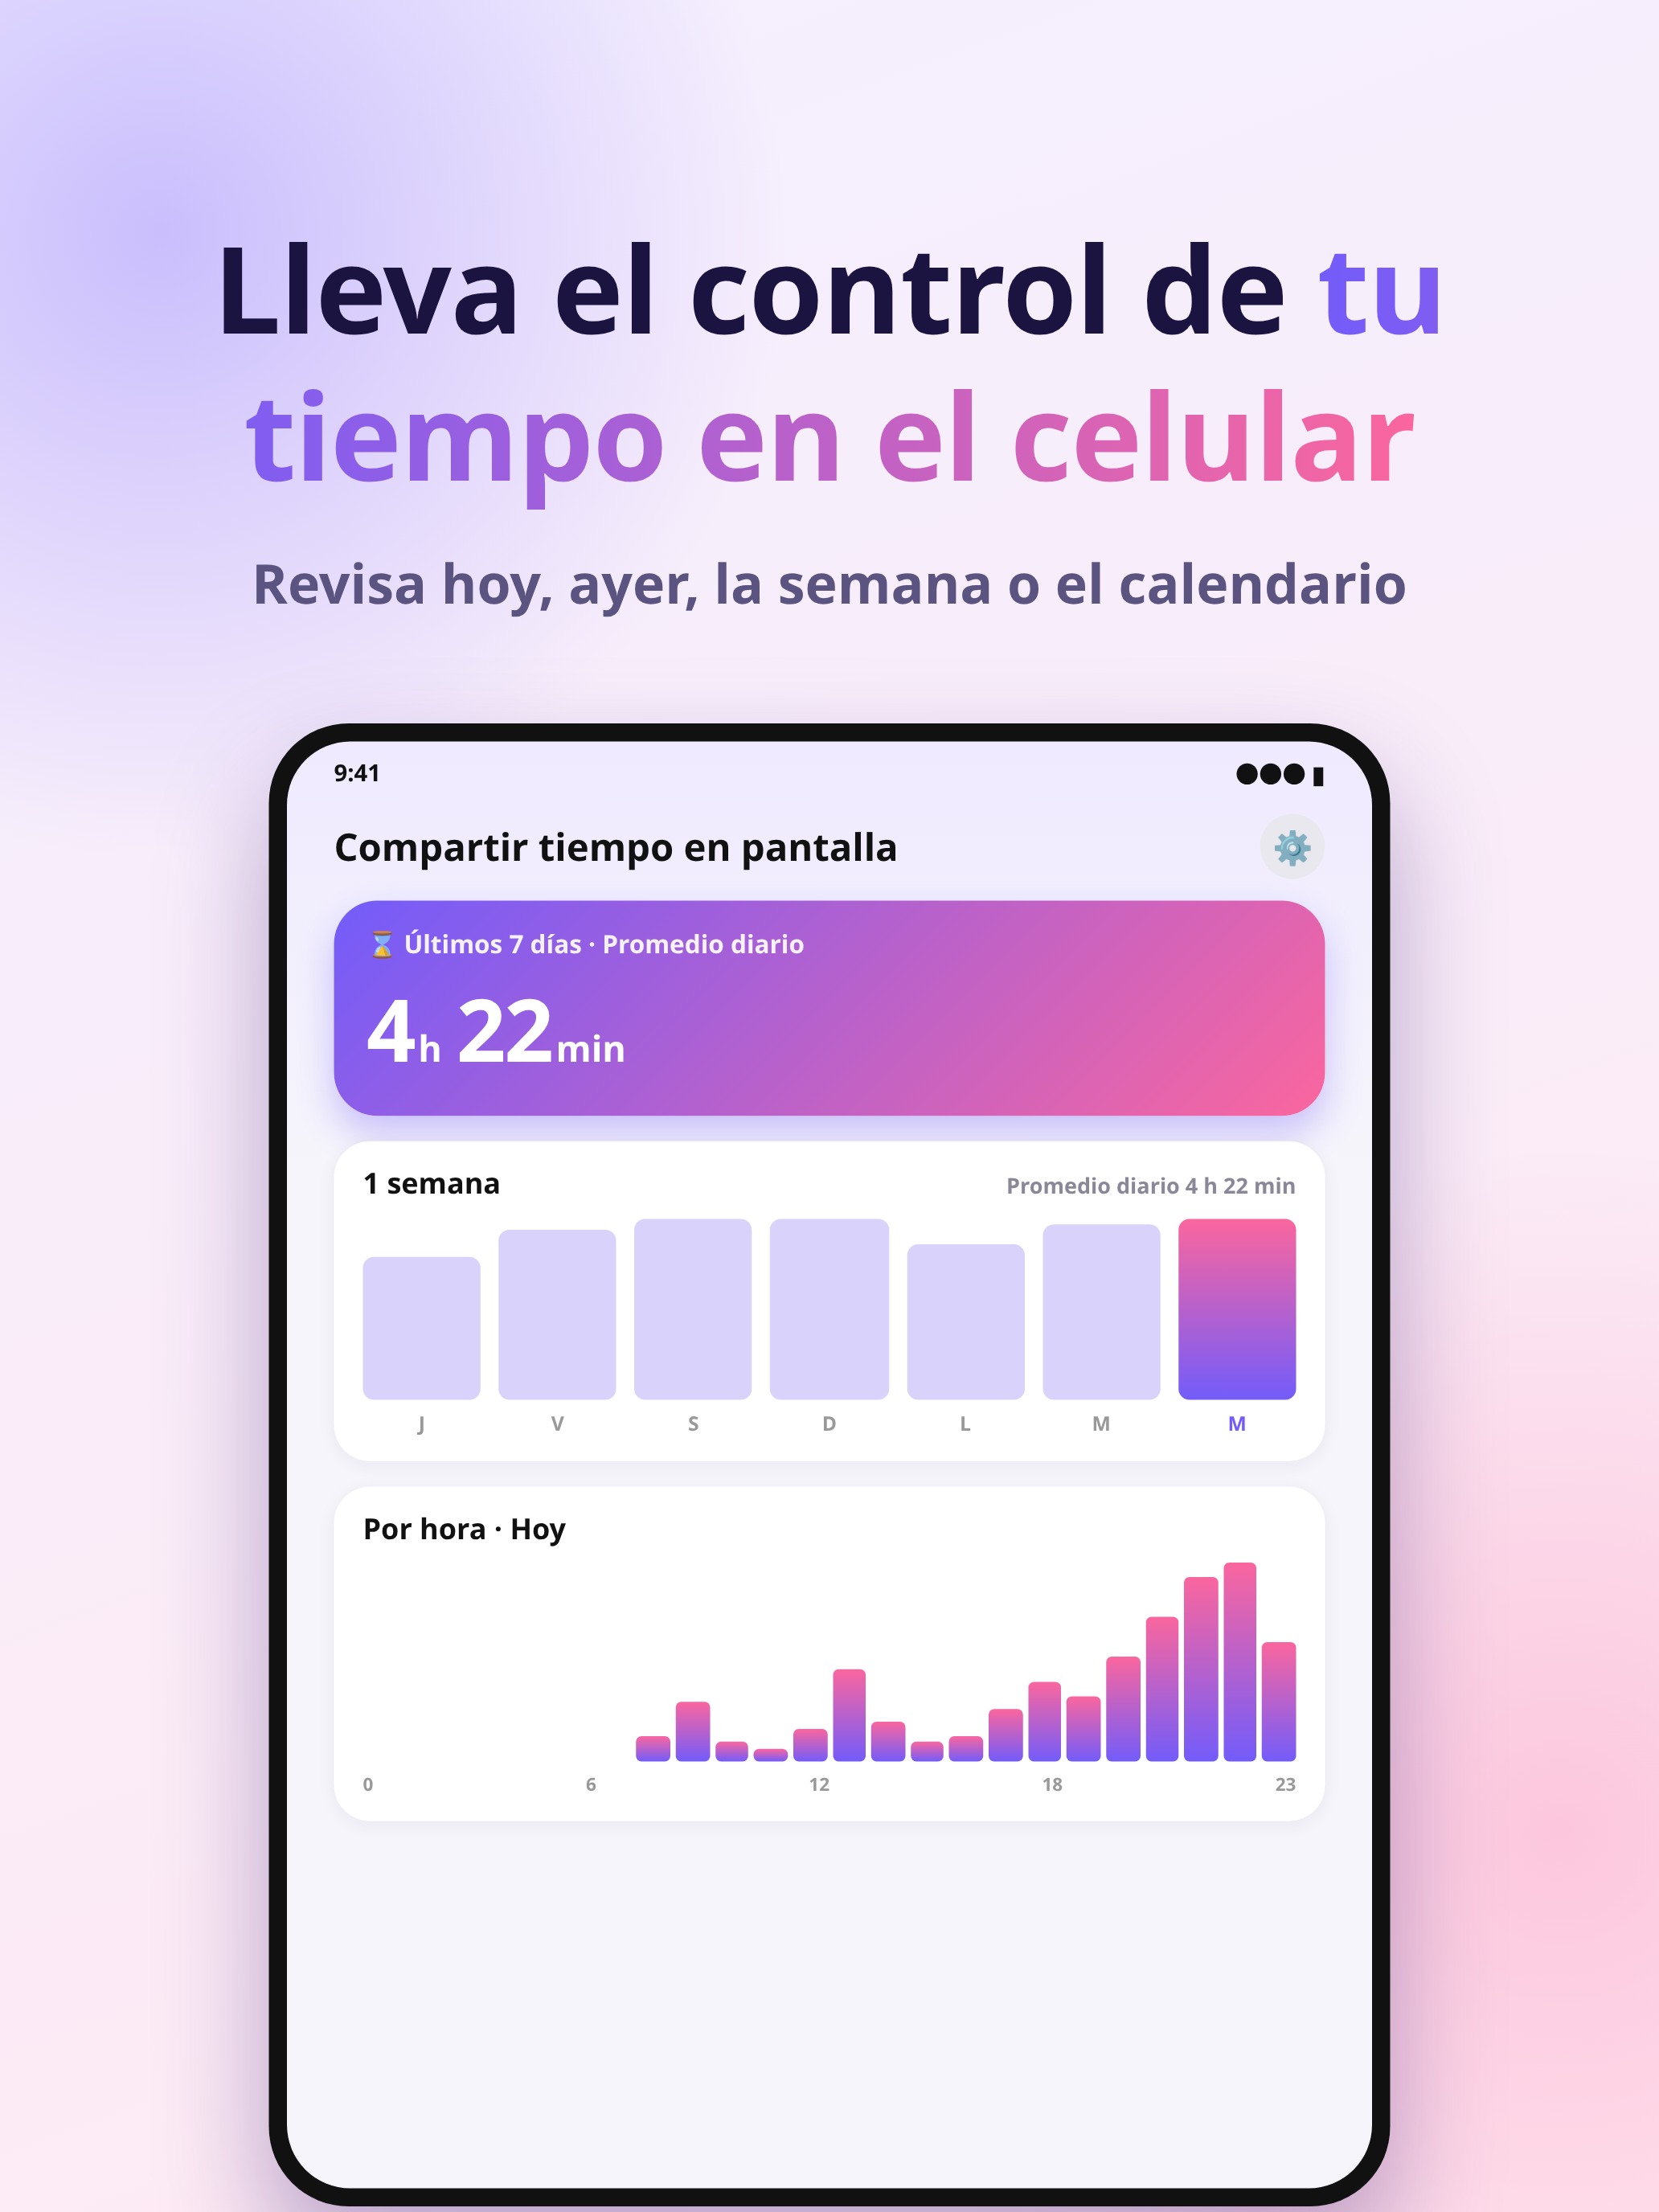 Lleva el control de tu
tiempo en el celular
Revisa hoy, ayer, la semana o el calendario
9:41
Compartir tiempo en pantalla
Últimos 7 días · Promedio diario
4h 22min
1 semana
Promedio diario 4 h 22 min
J V S D L M M
Por hora · Hoy
0 6 12 18 23